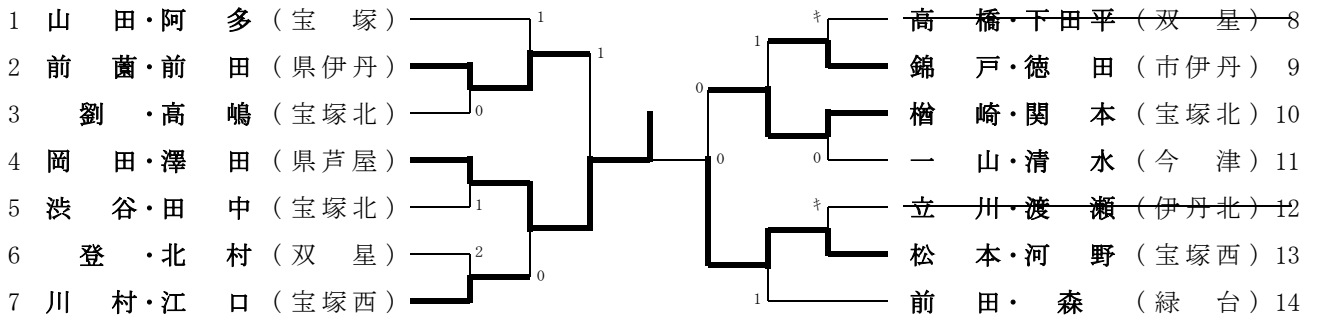 1 山田・阿多 (宝塚) 1 キ 高橋・下田平 (双星) 8
1 1
2 前薗・前田 (県伊丹) 錦戸・徳田 (市伊丹) 9
0
3 劉・高嶋 (宝塚北) 0 楢崎・関本 (宝塚北) 10
4 岡田・澤田 (県芦屋) 0 0 一山・清水 (今津) 11
5 渋谷・田中 (宝塚北) 1 キ 立川・渡瀬 (伊丹北) 12
6 登・北村 (双星) 2 松本・河野 (宝塚西) 13
0
7 川村・江口 (宝塚西) 1 前田・森 (緑台) 14